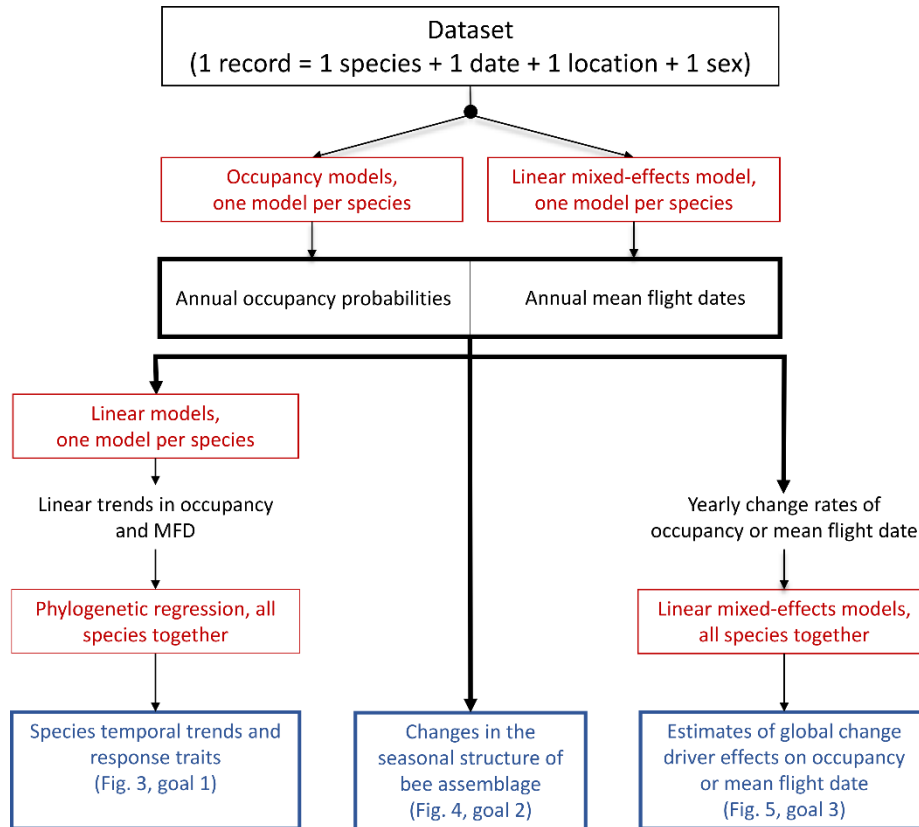 Dataset
(1 record = 1 species + 1 date + 1 location + 1 sex)
Occupancy models,
one model per species
Linear mixed-effects model,
one model per species
Annual occupancy probabilities
Annual mean flight dates
Linear models,
one model per species
Linear trends in occupancy
and MFD
Yearly change rates of
occupancy or mean flight date
Phylogenetic regression, all
species together
Linear mixed-effects models,
all species together
Species temporal trends and
response traits
(Fig. 3, goal 1)
Changes in the
seasonal structure of
bee assemblage
(Fig. 4, goal 2)
Estimates of global change
driver effects on occupancy
or mean flight date
(Fig. 5, goal 3)